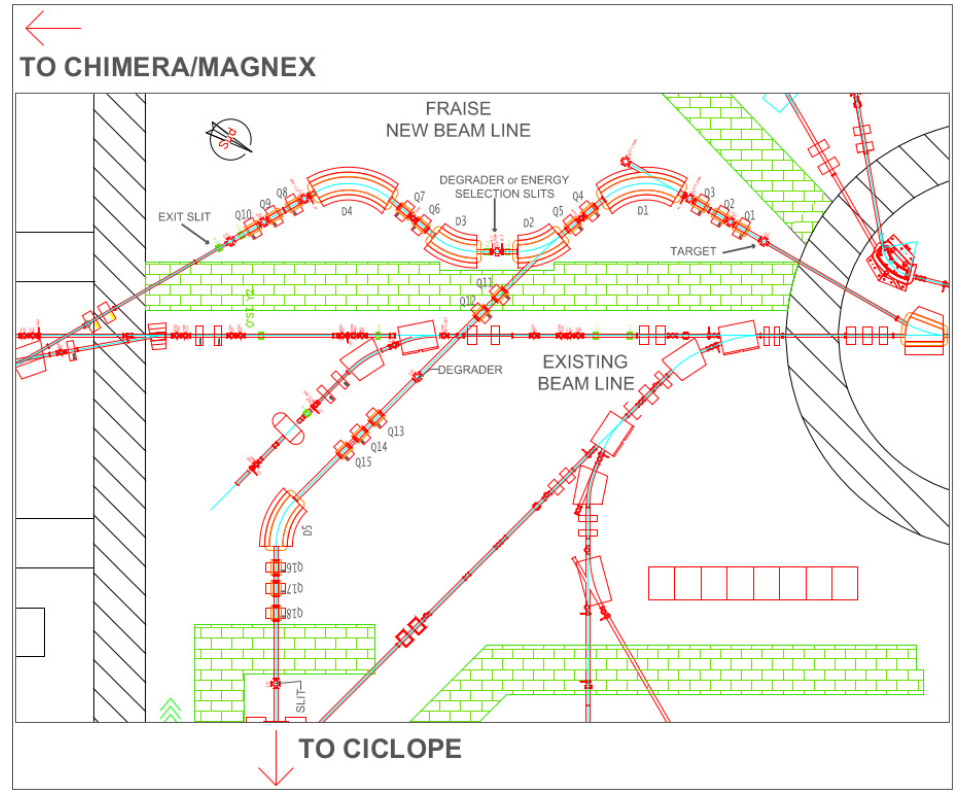 TO CHIMERA/MAGNEX
FRAISE
NEW BEAM LINE
Sud
DEGRADER or ENERGY
SELECTION SLITS
EXIT SLIT
Q10
Q9
Q8
D4
Q7
Q6
D3
D2
Q5
Q4
D1
Q3
Q2
Q1
TARGET
Q11
Q12
EXISTING
BEAM LINE
DEGRADER
Q13
Q14
Q15
D5
Q16
Q17
Q18
SLIT
TO CICLOPE